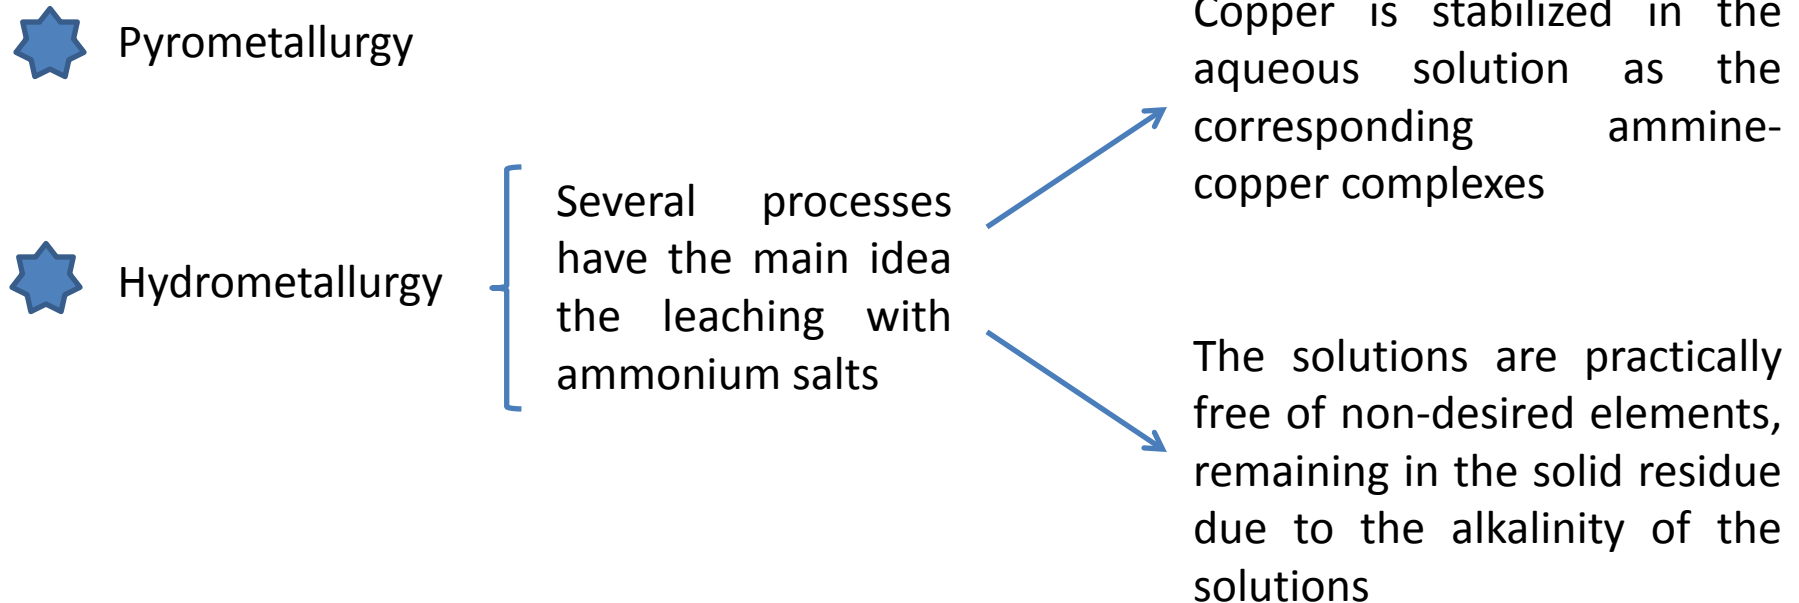 Pyrometallurgy
Hydrometallurgy
Several processes
have the main idea
the leaching with
ammonium salts
Copper is stabilized in the
aqueous solution as the
corresponding ammine-
copper complexes
The solutions are practically
free of non-desired elements,
remaining in the solid residue
due to the alkalinity of the
solutions